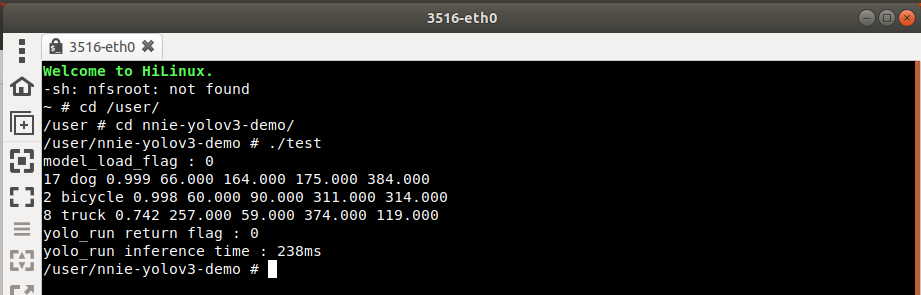 3516-eth0
3516-eth0
Welcome to HiLinux.
-sh: nfsroot: not found
~ # cd /user/
/user # cd nnie-yolov3-demo/
/user/nnie-yolov3-demo # ./test
model_load_flag : 0
17 dog 0.999 66.000 164.000 175.000 384.000
2 bicycle 0.998 60.000 90.000 311.000 314.000
8 truck 0.742 257.000 59.000 374.000 119.000
yolo_run return flag : 0
yolo_run inference time : 238ms
/user/nnie-yolov3-demo #